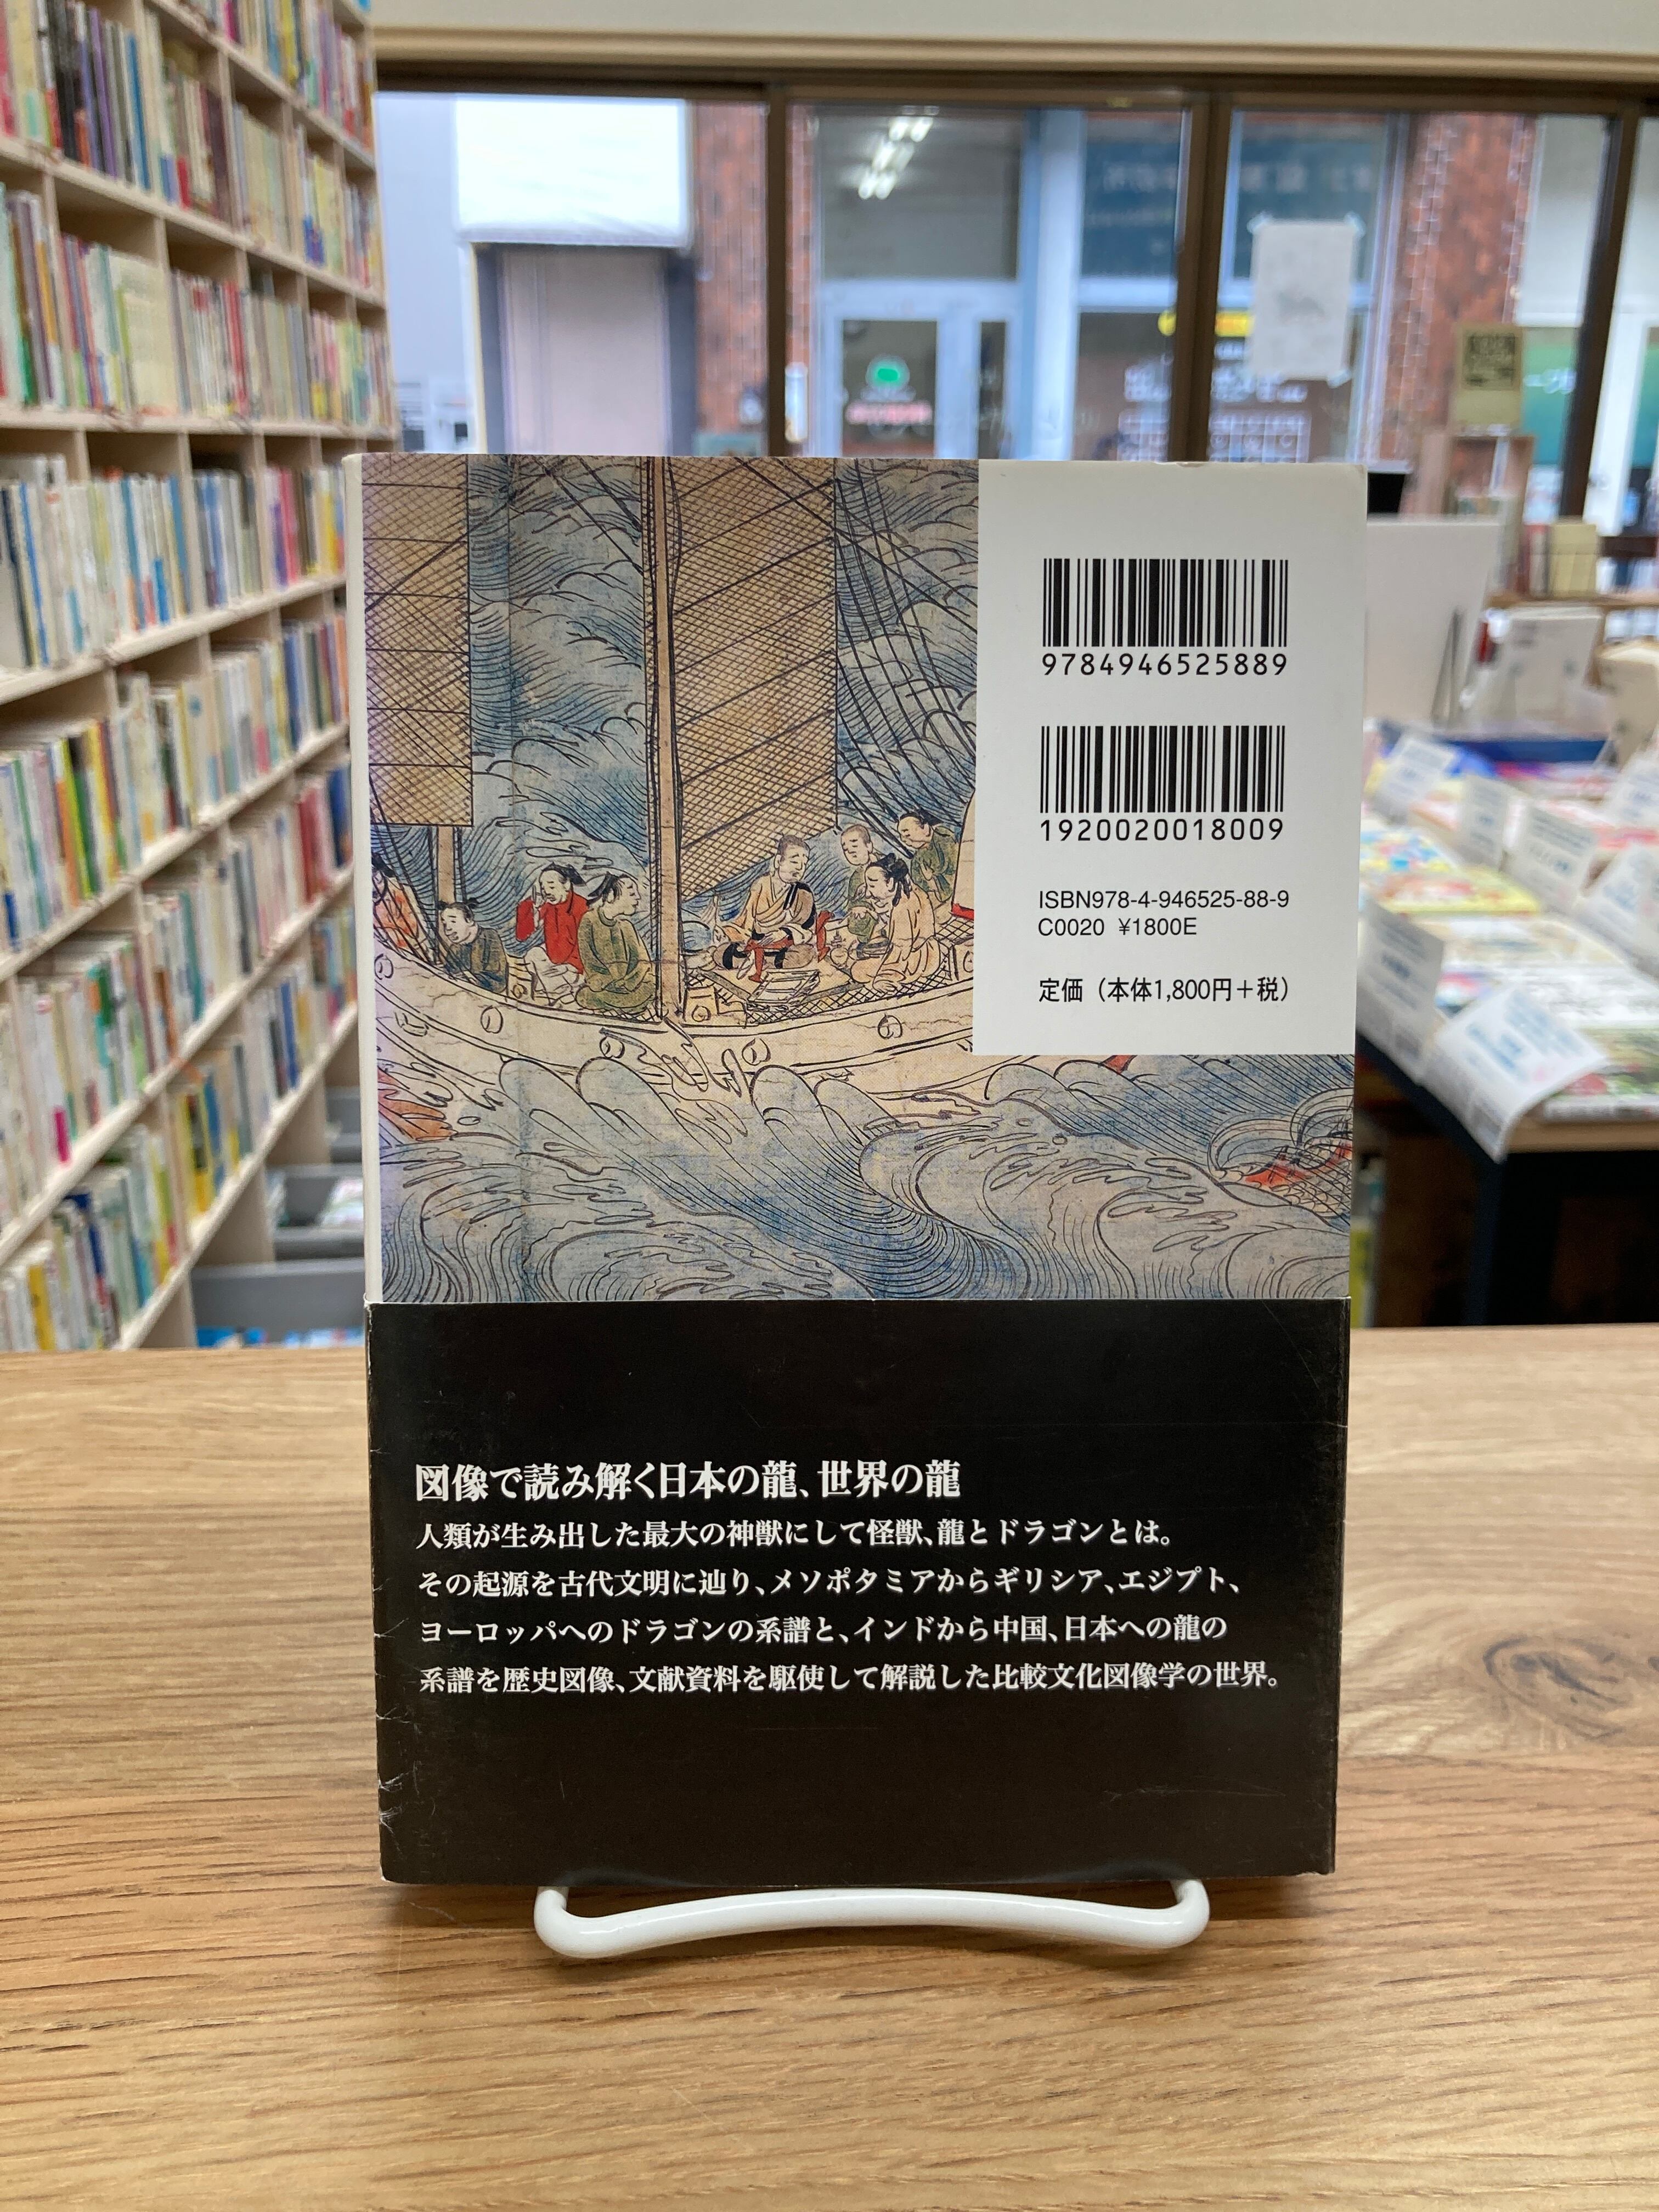 9784946525889
1920020018009
ISBN978-4-946525-88-9
C0020 ¥1800E
定価（本体1,800円＋税）
図像で読み解く日本の龍、世界の龍
人類が生み出した最大の神獣にして怪獣、龍とドラゴンとは。
その起源を古代文明に辿り、メソポタミアからギリシア、エジプト、
ヨーロッパへのドラゴンの系譜と、インドから中国、日本への龍の
系譜を歴史図像、文献資料を駆使して解説した比較文化図像学の世界。